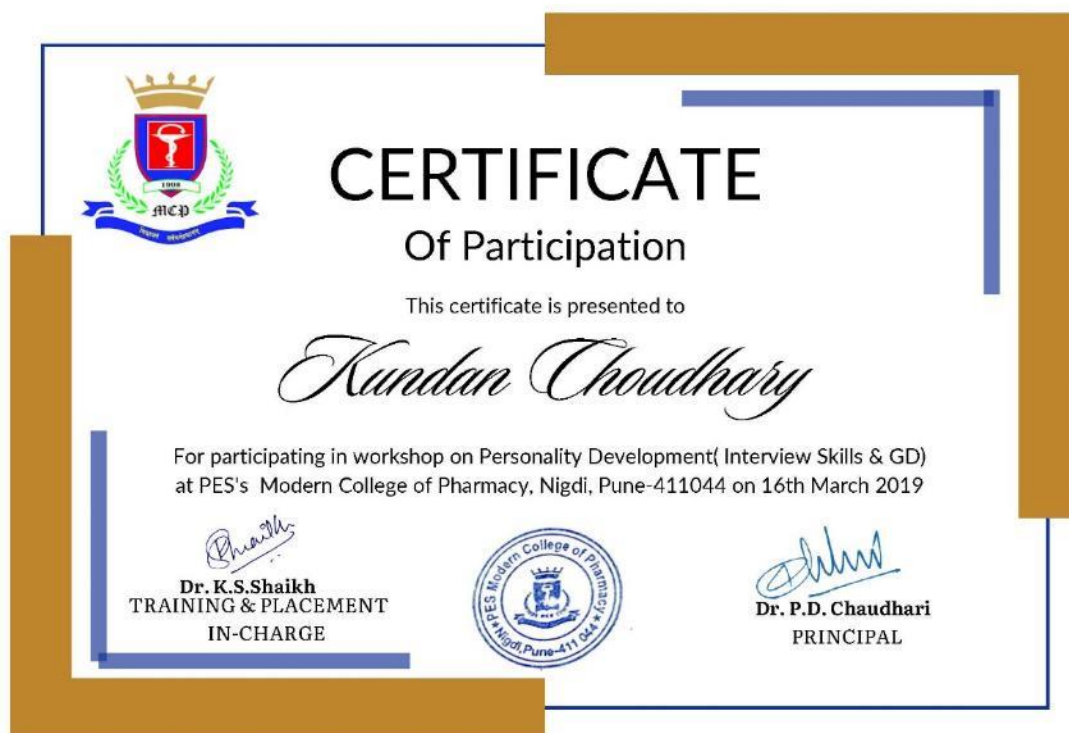 1998
MCP
CERTIFICATE
Of Participation
This certificate is presented to
Kundan Choudhary
For participating in workshop on Personality Development( Interview Skills & GD)
at PES's Modern College of Pharmacy, Nigdi, Pune-411044 on 16th March 2019
Dr. K.S.Shaikh
TRAINING & PLACEMENT
IN-CHARGE
PES Modern College of Pharmacy
Nigdi, Pune-411 044
Dr. P.D. Chaudhari
PRINCIPAL